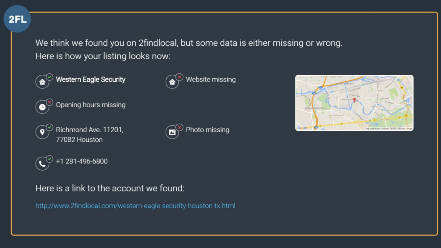 2FL
We think we found you on 2findlocal, but some data is either missing or wrong.
Here is how your listing looks now:
Western Eagle Security
Website missing
Opening hours missing
Richmond Ave. 11201,
77082 Houston
Photo missing
+1 281-496-6800
Here is a link to the account we found:
http://www.2findlocal.com/western-eagle-security-houston-tx.html